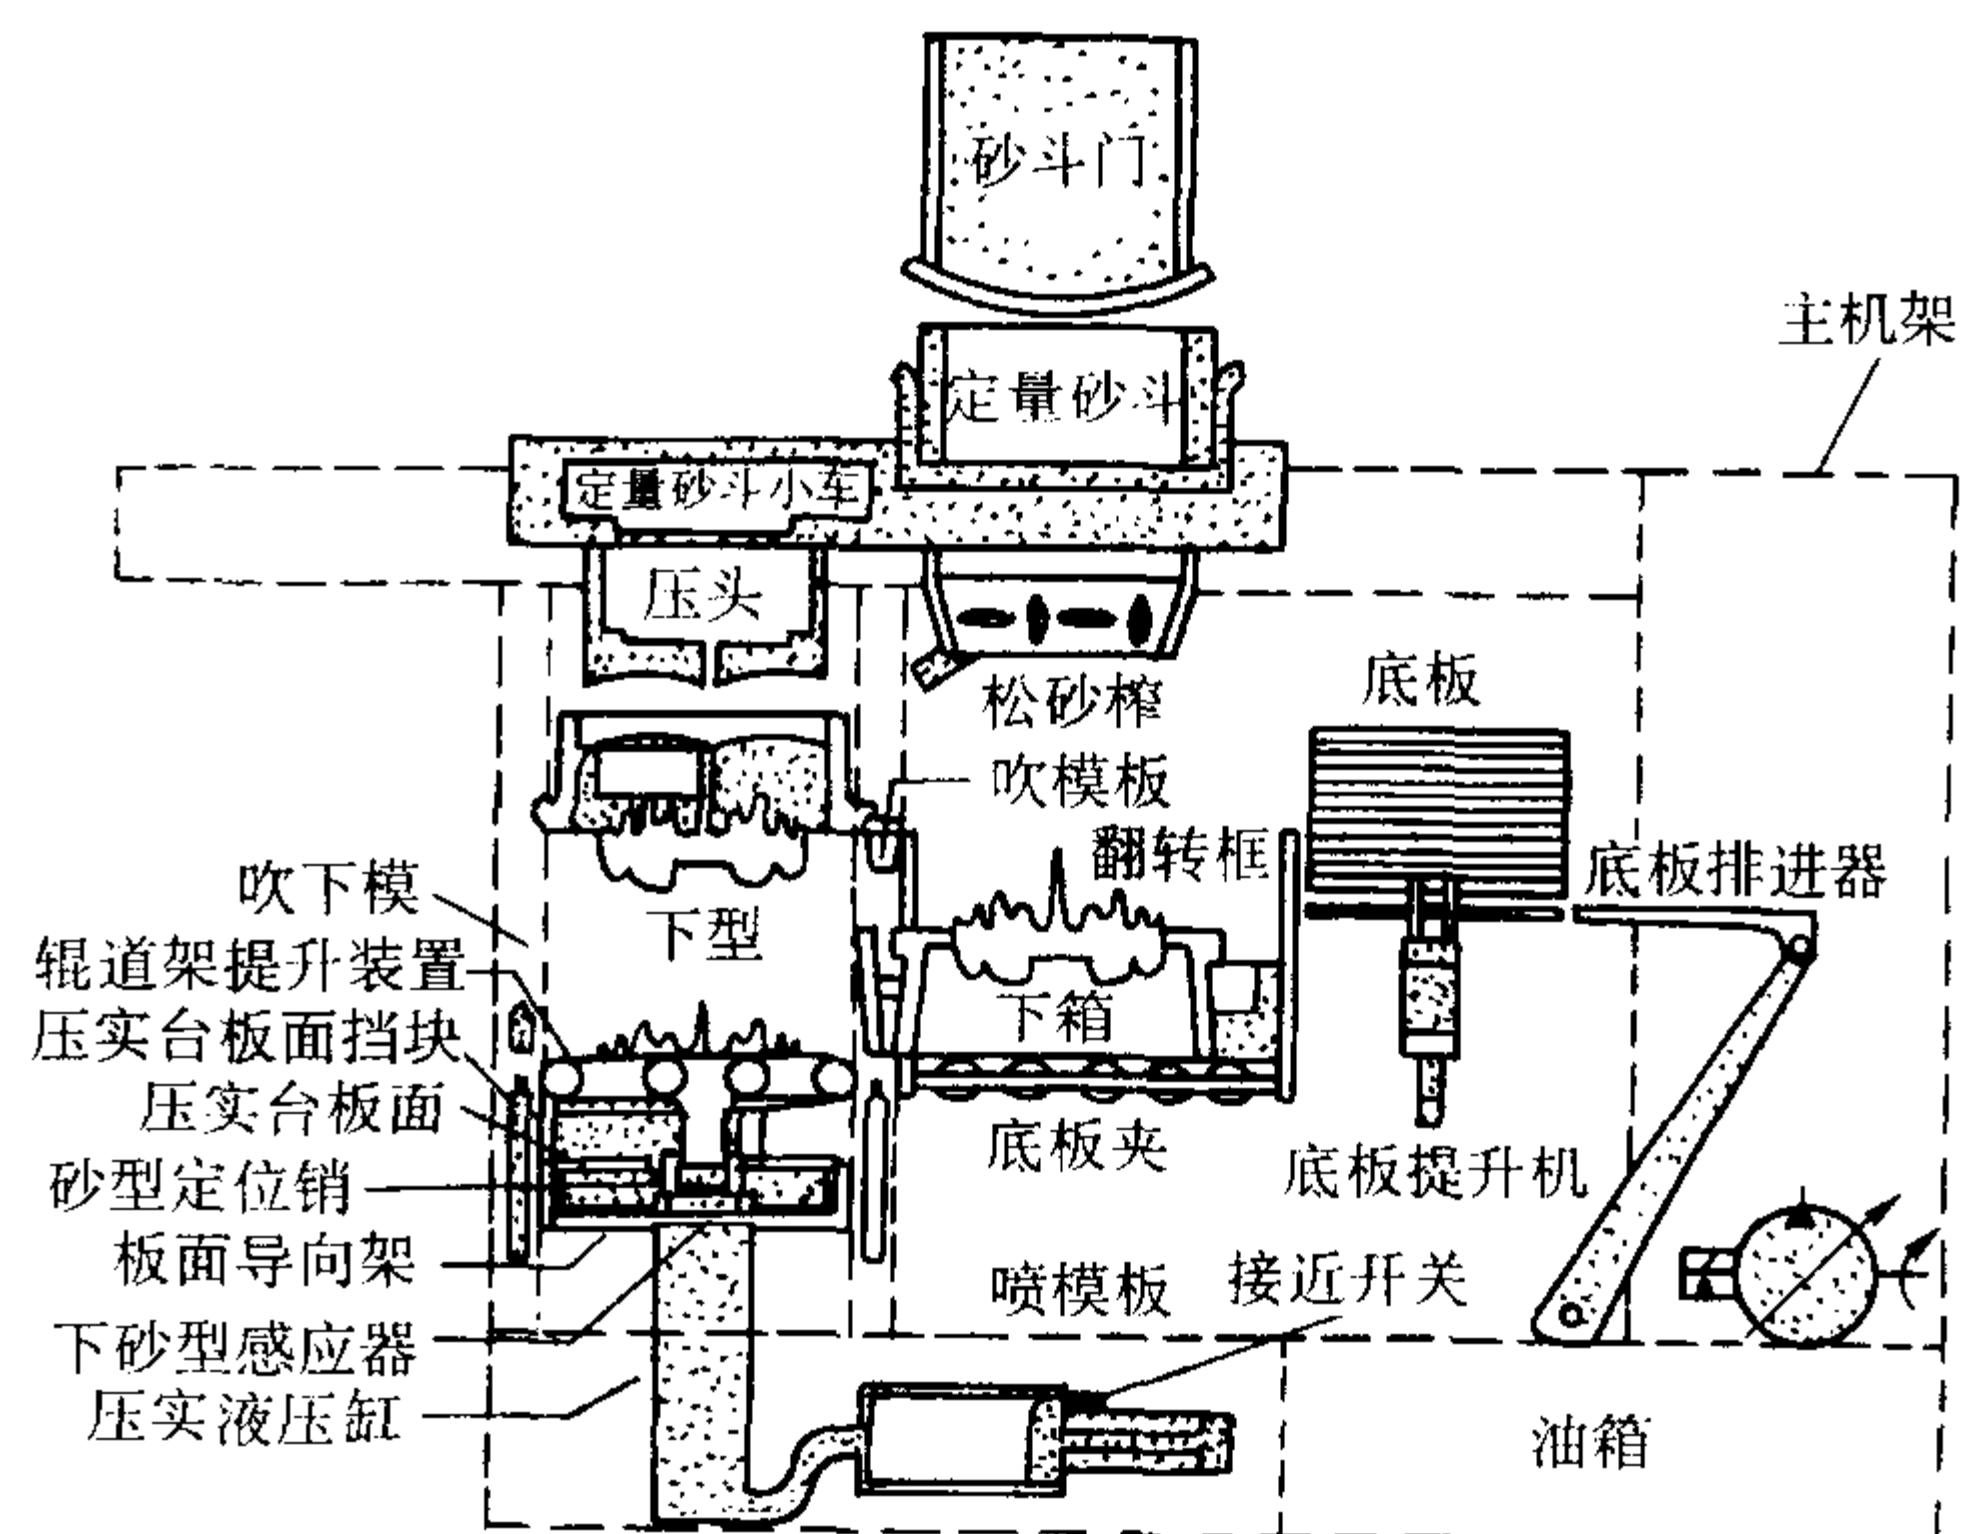 砂斗门
主机架
定量砂斗
定量砂斗小车
压头
松砂榨
底板
吹模板
翻转框
底板排进器
吹下模
下型
辊道架提升装置
压实台板面挡块
下箱
压实台板面
底板夹
底板提升机
砂型定位销
板面导向架
喷模板
接近开关
下砂型感应器
压实液压缸
油箱